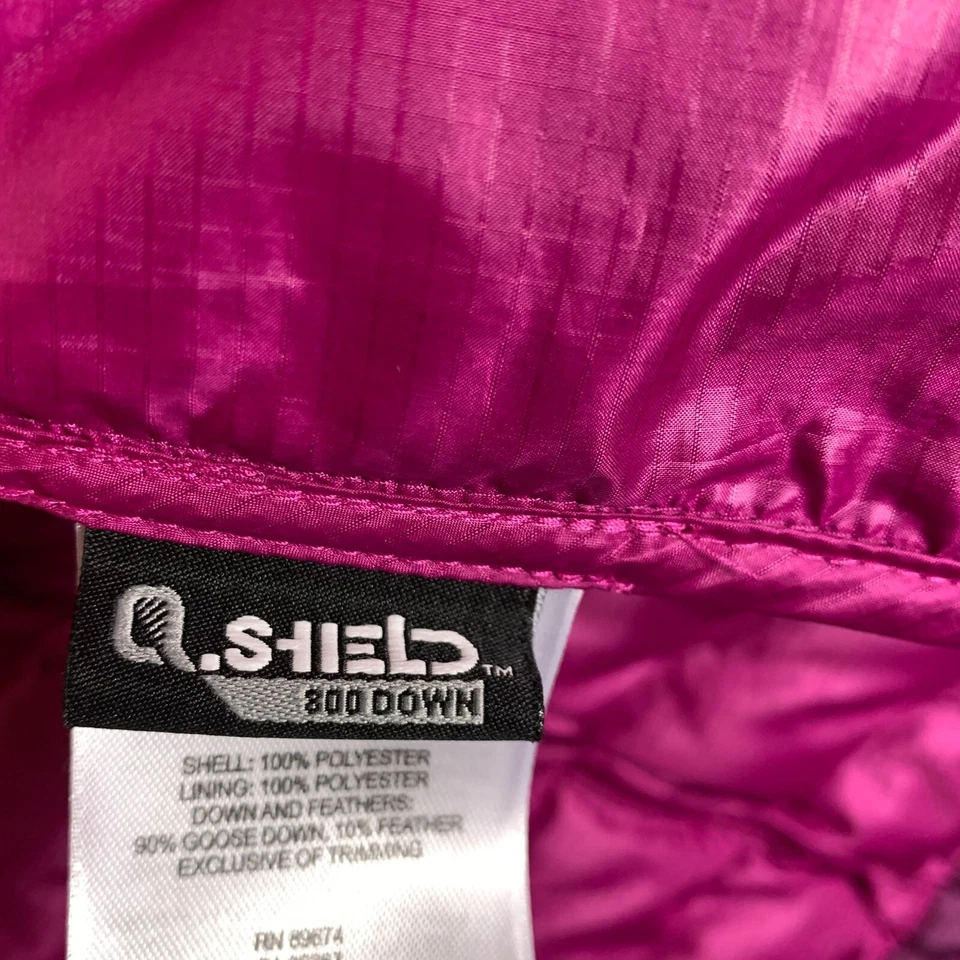 Q.SHIELD™
800 DOWN
SHELL: 100% POLYESTER
LINING: 100% POLYESTER
DOWN AND FEATHERS:
90% GOOSE DOWN, 10% FEATHER
EXCLUSIVE OF TRIMMING
RN 89674